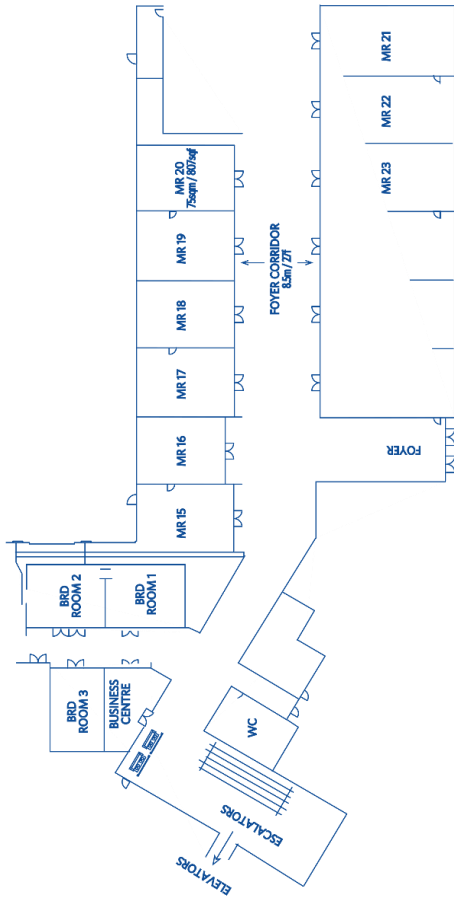 MR 21
MR 22
MR 23
MR 20
75sqm / 807sqf
MR 19
MR 18
MR 17
MR 16
MR 15
FOYER CORRIDOR
8.5m / 27f
FOYER
BRD
ROOM 2
BRD
ROOM 1
BRD
ROOM 3
BUSINESS
CENTRE
WC
ESCALATORS
ELEVATORS